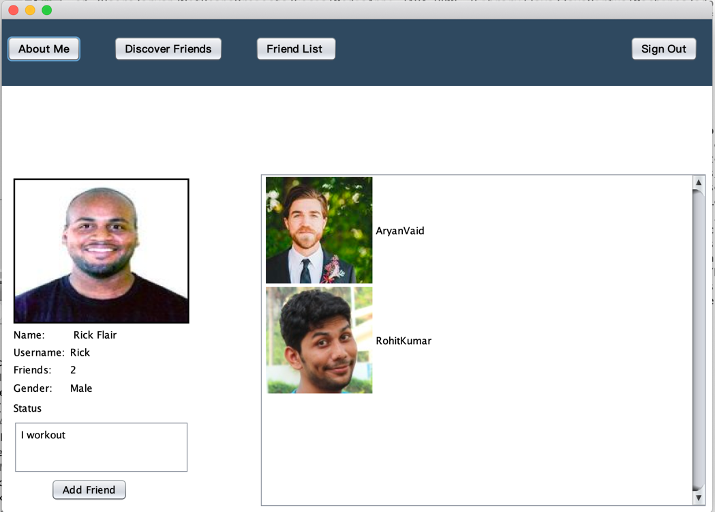 About Me
Discover Friends
Friend List
Sign Out
AryanVaid
RohitKumar
Name: Rick Flair
Username: Rick
Friends: 2
Gender: Male
Status
I workout
Add Friend